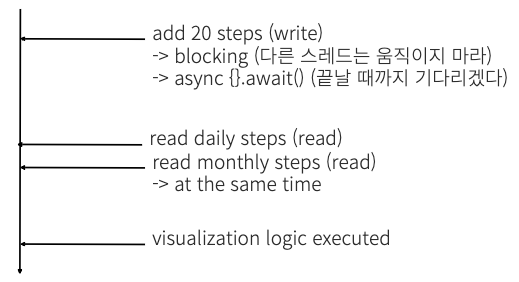 add 20 steps (write)
-> blocking (다른 스레드는 움직이지 마라)
-> async {}.await() (끝날 때까지 기다리겠다)
read daily steps (read)
read monthly steps (read)
-> at the same time
visualization logic executed